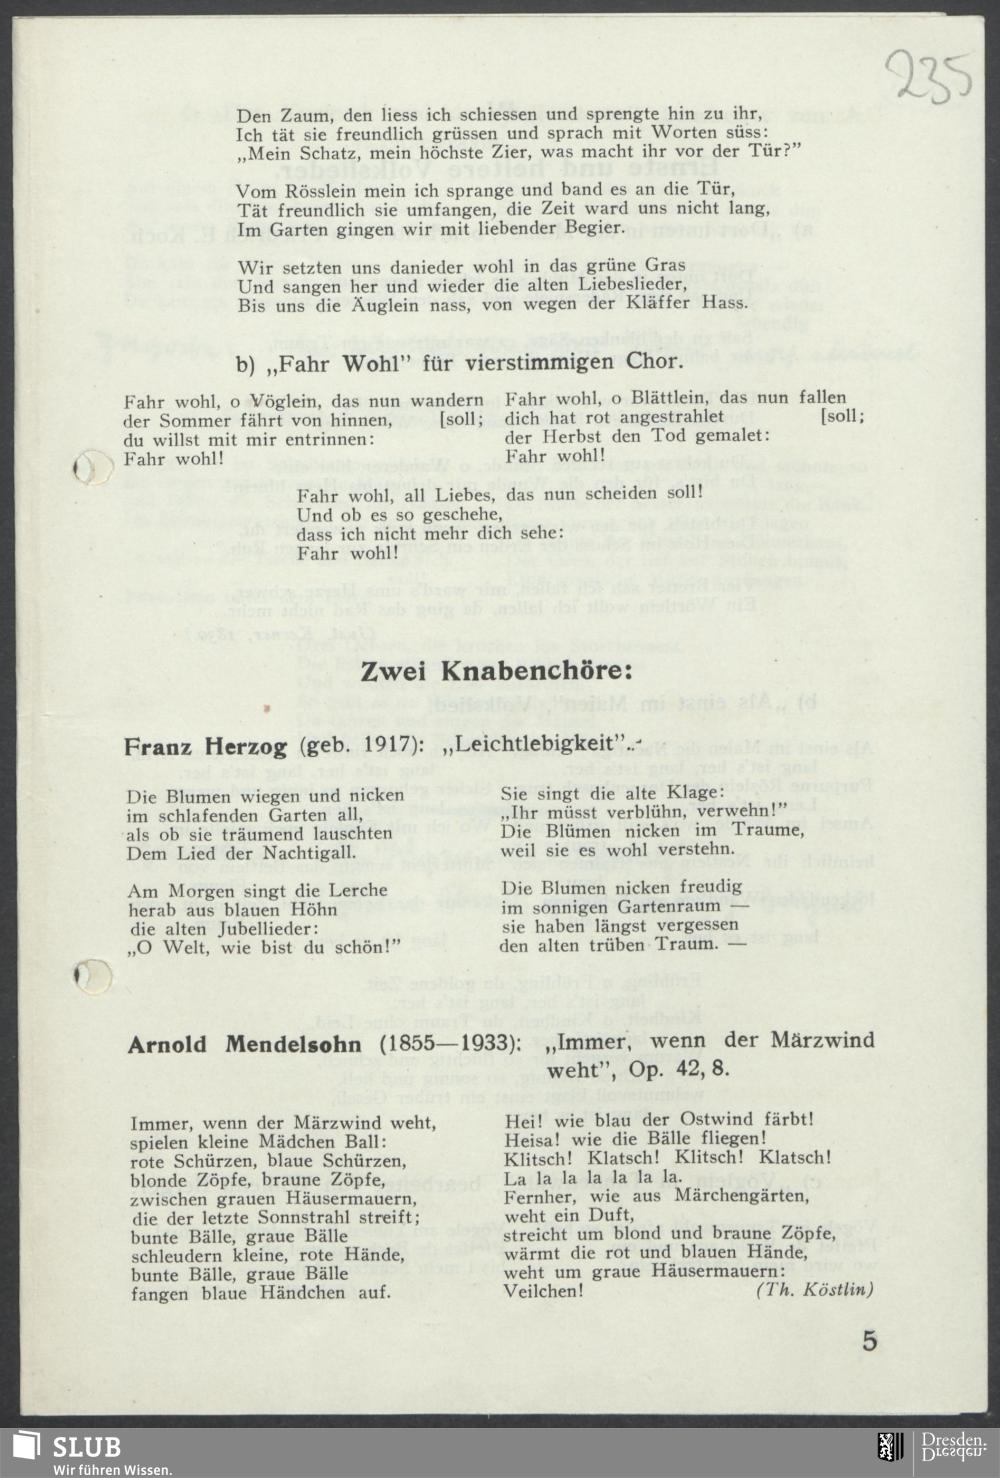 235
Den Zaum, den liess ich schiessen und sprengte hin zu ihr,
Ich tät sie freundlich grüssen und sprach mit Worten süss:
„Mein Schatz, mein höchste Zier, was macht ihr vor der Tür?”
Vom Rösslein mein ich sprange und band es an die Tür,
Tät freundlich sie umfangen, die Zeit ward uns nicht lang,
Im Garten gingen wir mit liebender Begier.
Wir setzten uns danieder wohl in das grüne Gras
Und sangen her und wieder die alten Liebeslieder,
Bis uns die Äuglein nass, von wegen der Kläffer Hass.
b) „Fahr Wohl” für vierstimmigen Chor.
Fahr wohl, o Vöglein, das nun wandern
der Sommer fährt von hinnen, [soll;
du willst mit mir entrinnen:
Fahr wohl!
Fahr wohl, o Blättlein, das nun fallen
dich hat rot angestrahlet [soll;
der Herbst den Tod gemalet:
Fahr wohl!
Fahr wohl, all Liebes, das nun scheiden soll!
Und ob es so geschehe,
dass ich nicht mehr dich sehe:
Fahr wohl!
Zwei Knabenchöre:
Franz Herzog (geb. 1917): „Leichtlebigkeit”.
Die Blumen wiegen und nicken
im schlafenden Garten all,
als ob sie träumend lauschten
Dem Lied der Nachtigall.
Am Morgen singt die Lerche
herab aus blauen Höhn
die alten Jubellieder:
„O Welt, wie bist du schön!”
Sie singt die alte Klage:
„Ihr müsst verblühn, verwehn!”
Die Blümen nicken im Traume,
weil sie es wohl verstehn.
Die Blumen nicken freudig
im sonnigen Gartenraum —
sie haben längst vergessen
den alten trüben Traum. —
Arnold Mendelsohn (1855—1933): „Immer, wenn der Märzwind
weht”, Op. 42, 8.
Immer, wenn der Märzwind weht,
spielen kleine Mädchen Ball:
rote Schürzen, blaue Schürzen,
blonde Zöpfe, braune Zöpfe,
zwischen grauen Häusermauern,
die der letzte Sonnstrahl streift;
bunte Bälle, graue Bälle
schleudern kleine, rote Hände,
bunte Bälle, graue Bälle
fangen blaue Händchen auf.
Hei! wie blau der Ostwind färbt!
Heisa! wie die Bälle fliegen!
Klitsch! Klatsch! Klitsch! Klatsch!
La la la la la la la.
Fernher, wie aus Märchengärten,
weht ein Duft,
streicht um blond und braune Zöpfe,
wärmt die rot und blauen Hände,
weht um graue Häusermauern:
Veilchen! (Th. Köstlin)
5
SLUB
Wir führen Wissen.
Dresden.
Dresden.